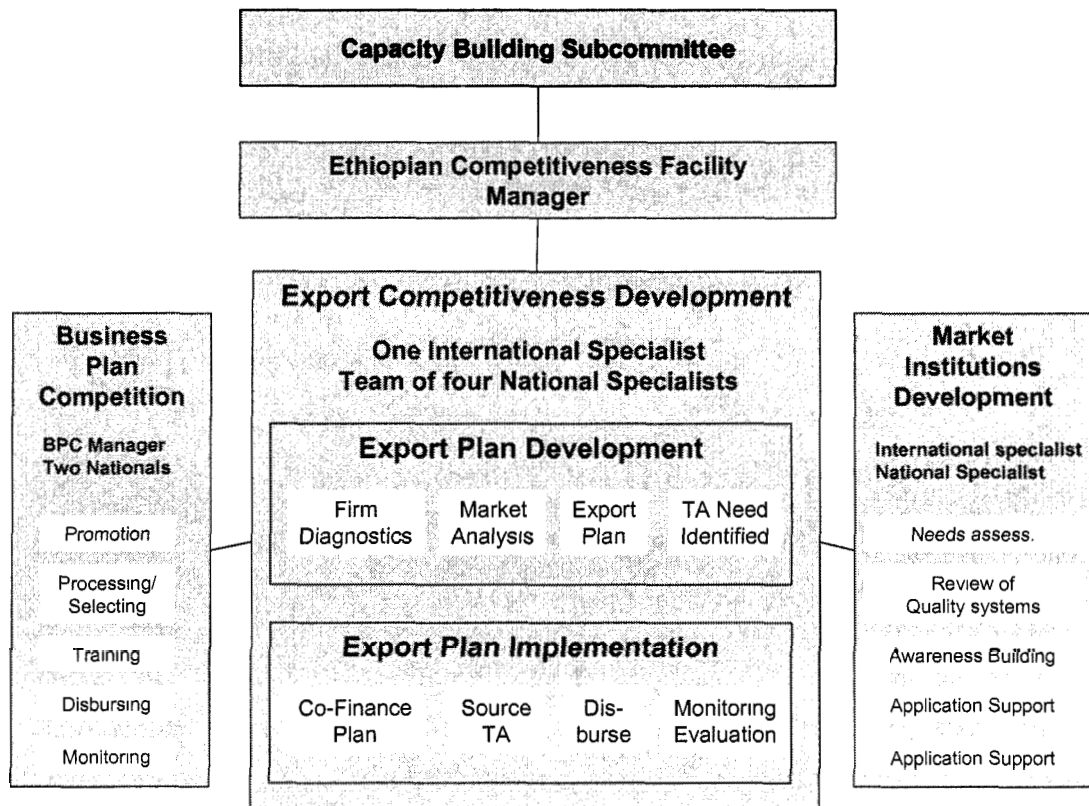 Capacity Building Subcommittee
Ethiopian Competitiveness Facility
Manager
Export Competitiveness Development
One International Specialist
Team of four National Specialists
Export Plan Development
Firm
Diagnostics
Market
Analysis
Export
Plan
TA Need
Identified
Export Plan Implementation
Co-Finance
Plan
Source
TA
Dis-
burse
Monitoring
Evaluation
Business
Plan
Competition
BPC Manager
Two Nationals
Promotion
Processing/
Selecting
Training
Disbursing
Monitoring
Market
Institutions
Development
International specialist
National Specialist
Needs assess.
Review of
Quality systems
Awareness Building
Application Support
Application Support